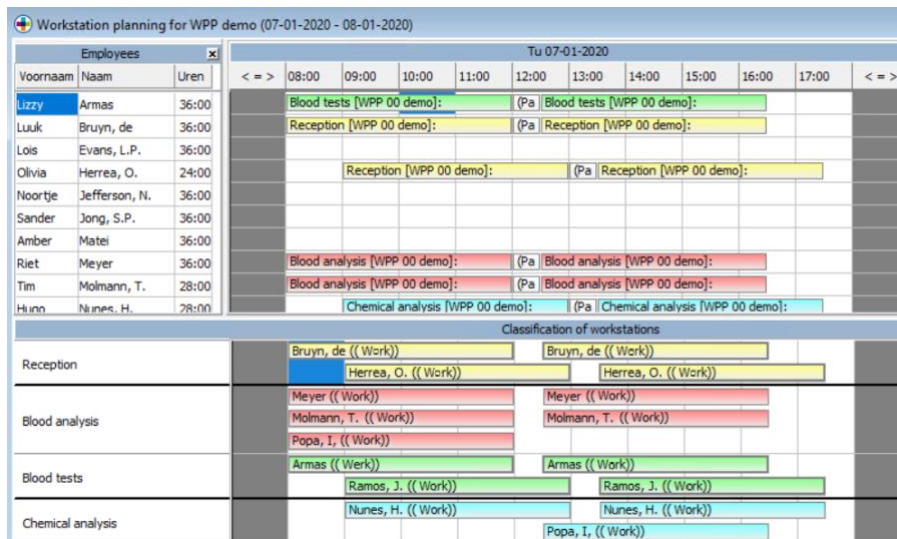 Workstation planning for WPP demo (07-01-2020 - 08-01-2020)
Employees x Tu 07-01-2020
Voornaam Naam Uren < = > 08:00 09:00 10:00 11:00 12:00 13:00 14:00 15:00 16:00 17:00 < = >
Lizzy Armas 36:00 Blood tests [WPP 00 demo]: (Pa Blood tests [WPP 00 demo]:
Luuk Bruyn, de 36:00 Reception [WPP 00 demo]: (Pa Reception [WPP 00 demo]:
Lois Evans, L.P. 36:00
Olivia Herrea, O. 24:00 Reception [WPP 00 demo]: (Pa Reception [WPP 00 demo]:
Noortje Jefferson, N. 36:00
Sander Jong, S.P. 36:00
Amber Matei 36:00
Riet Meyer 36:00 Blood analysis [WPP 00 demo]: (Pa Blood analysis [WPP 00 demo]:
Tim Molmann, T. 28:00 Blood analysis [WPP 00 demo]: (Pa Blood analysis [WPP 00 demo]:
Hugo Nunes, H. 28:00 Chemical analysis [WPP 00 demo]: (Pa Chemical analysis [WPP 00 demo]:
Classification of workstations
Bruyn, de (( Work)) Bruyn, de (( Work))
Reception
Herrea, O. (( Work)) Herrea, O. (( Work))
Meyer (( Work)) Meyer (( Work))
Blood analysis Molmann, T. (( Work)) Molmann, T. (( Work))
Popa, I, (( Work))
Armas (( Werk)) Armas (( Work))
Blood tests
Ramos, J. (( Work)) Ramos, J. (( Work))
Nunes, H. (( Work)) Nunes, H. (( Work))
Chemical analysis
Popa, I, (( Work))